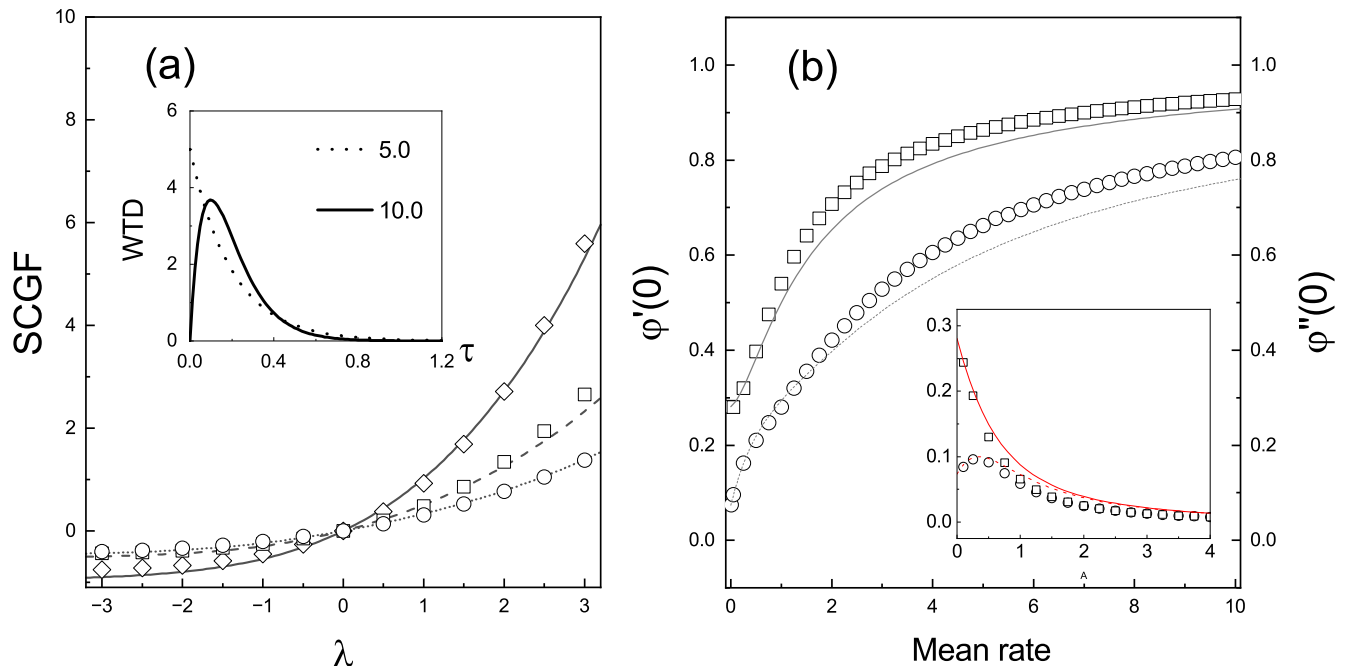 (a)
SCGF
10
8
6
4
2
0
−3 −2 −1 0 1 2 3
λ
WTD
6
4
2
0
0.0 0.4 0.8 1.2
τ
5.0
10.0
(b)
φ'(0)
1.0
0.8
0.6
0.4
0.2
0.0
0 2 4 6 8 10
Mean rate
φ''(0)
1.0
0.8
0.6
0.4
0.2
0.0
0.3
0.2
0.1
0.0
0 1 2 3 4
A